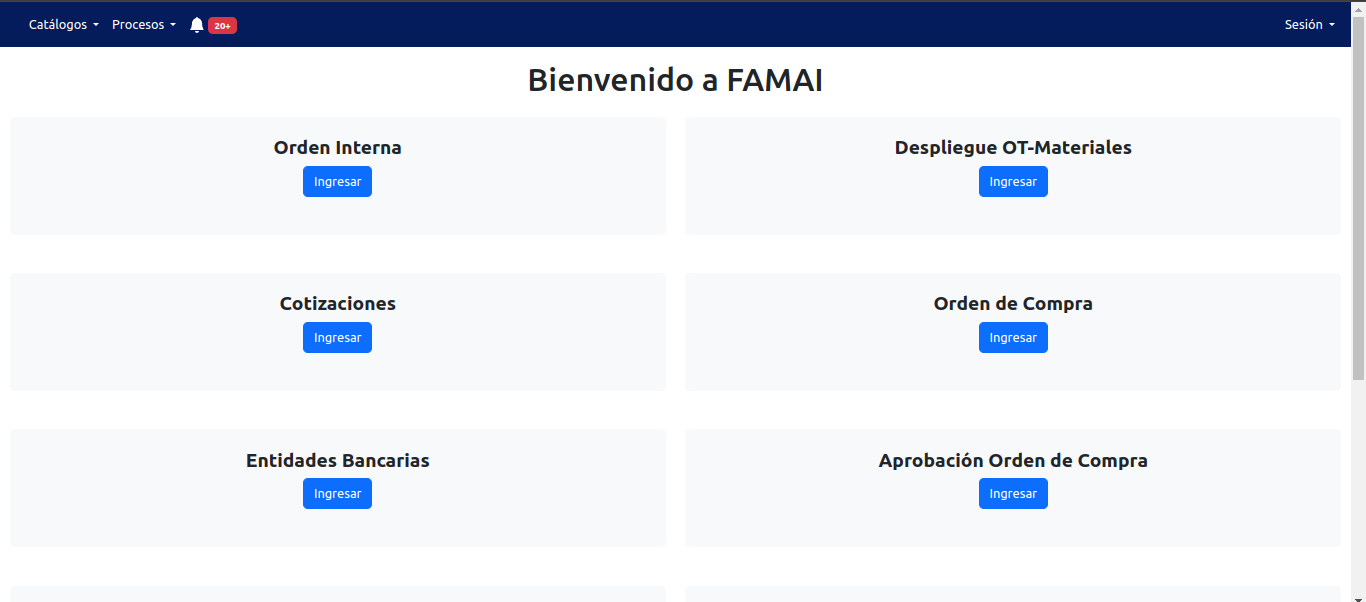 Catálogos Procesos 20+ Sesión
Bienvenido a FAMAI
Orden Interna
Ingresar
Despliegue OT-Materiales
Ingresar
Cotizaciones
Ingresar
Orden de Compra
Ingresar
Entidades Bancarias
Ingresar
Aprobación Orden de Compra
Ingresar